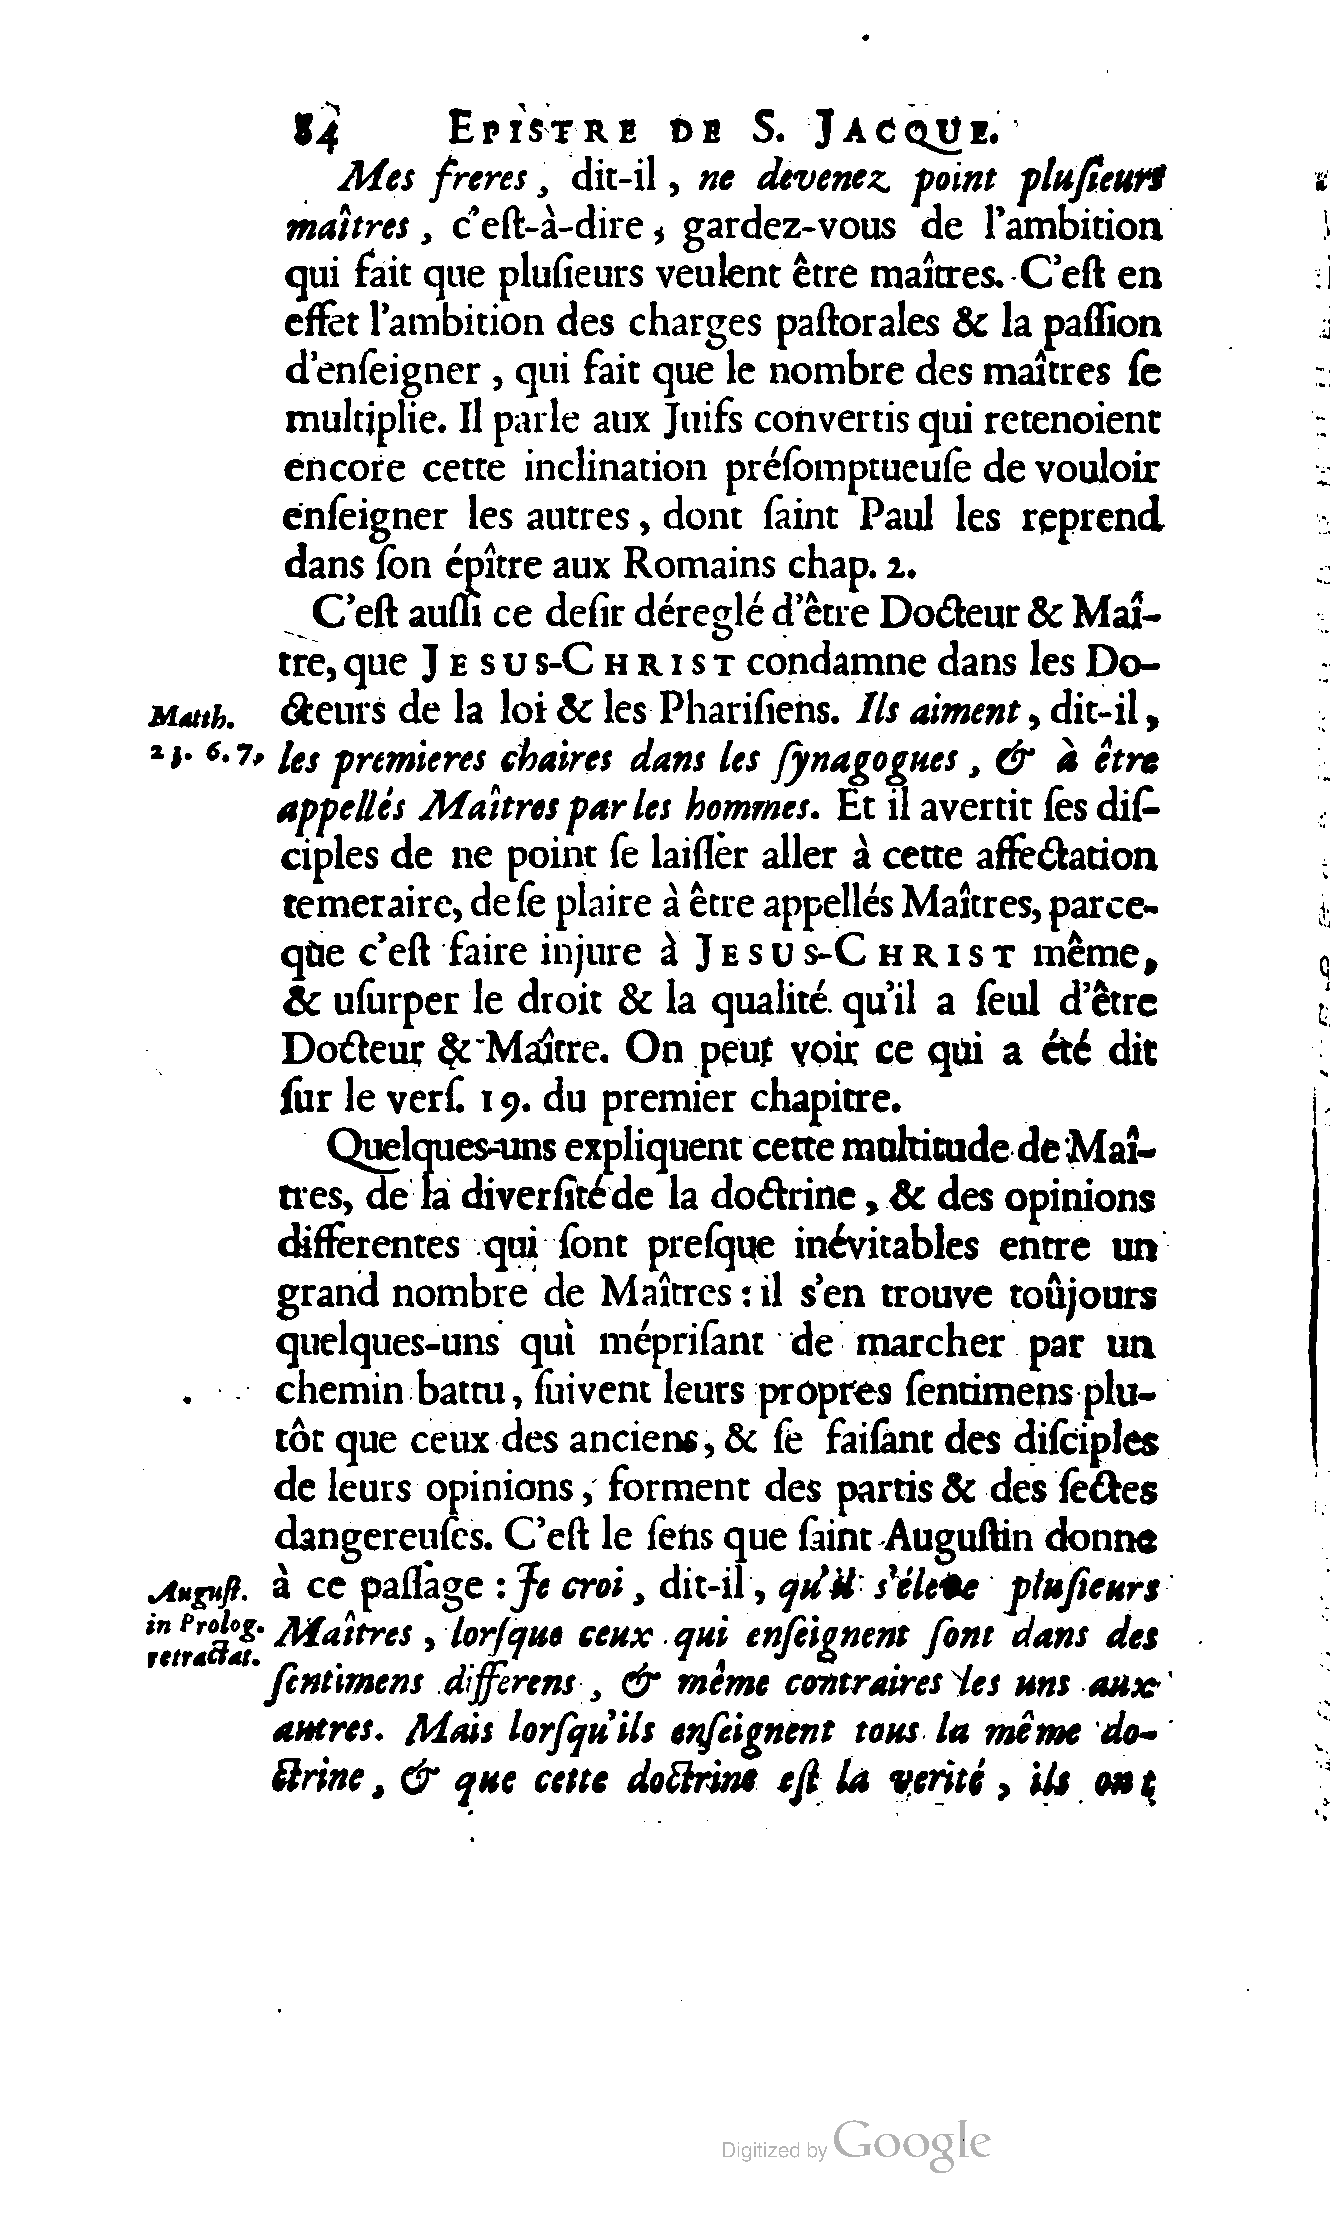 84 EPISTRE DE S. JACQUE.
Mes freres, dit-il, ne devenez point pluſieurs
maîtres, c'eſt-à-dire, gardez-vous de l'ambition
qui fait que pluſieurs veulent être maîtres. C'eſt en
effet l'ambition des charges paſtorales & la paſſion
d'enſeigner, qui fait que le nombre des maîtres ſe
multiplie. Il parle aux Juifs convertis qui retenoient
encore cette inclination préſomptueuſe de vouloir
enſeigner les autres, dont ſaint Paul les reprend
dans ſon épître aux Romains chap. 2.
C'eſt auſſi ce deſir déreglé d'être Docteur & Maî-
tre, que JESUS-CHRIST condamne dans les Do-
Matth. cteurs de la loi & les Phariſiens. Ils aiment, dit-il,
23. 6. 7, les premieres chaires dans les ſynagogues, & à être
appellés Maîtres par les hommes. Et il avertit ſes diſ-
ciples de ne point ſe laiſſer aller à cette affectation
temeraire, de ſe plaire à être appellés Maîtres, parce-
que c'eſt faire injure à JESUS-CHRIST même,
& uſurper le droit & la qualité qu'il a ſeul d'être
Docteur & Maître. On peut voir ce qui a été dit
ſur le verſ. 19. du premier chapitre.
Quelques-uns expliquent cette multitude de Maî-
tres, de la diverſité de la doctrine, & des opinions
differentes qui ſont preſque inévitables entre un
grand nombre de Maîtres : il s'en trouve toûjours
quelques-uns qui mépriſant de marcher par un
chemin battu, ſuivent leurs propres ſentimens plu-
tôt que ceux des anciens, & ſe faiſant des diſciples
de leurs opinions, forment des partis & des ſectes
dangereuſes. C'eſt le ſens que ſaint Auguſtin donne
Auguſt. à ce paſſage : Je croi, dit-il, qu'il s'éleve pluſieurs
in Prolog. Maîtres, lorſque ceux qui enſeignent ſont dans des
retractat.
ſentimens differens, & même contraires les uns aux
autres. Mais lorſqu'ils enſeignent tous la même do-
ctrine, & que cette doctrine eſt la verité, ils ont
Digitized by Google